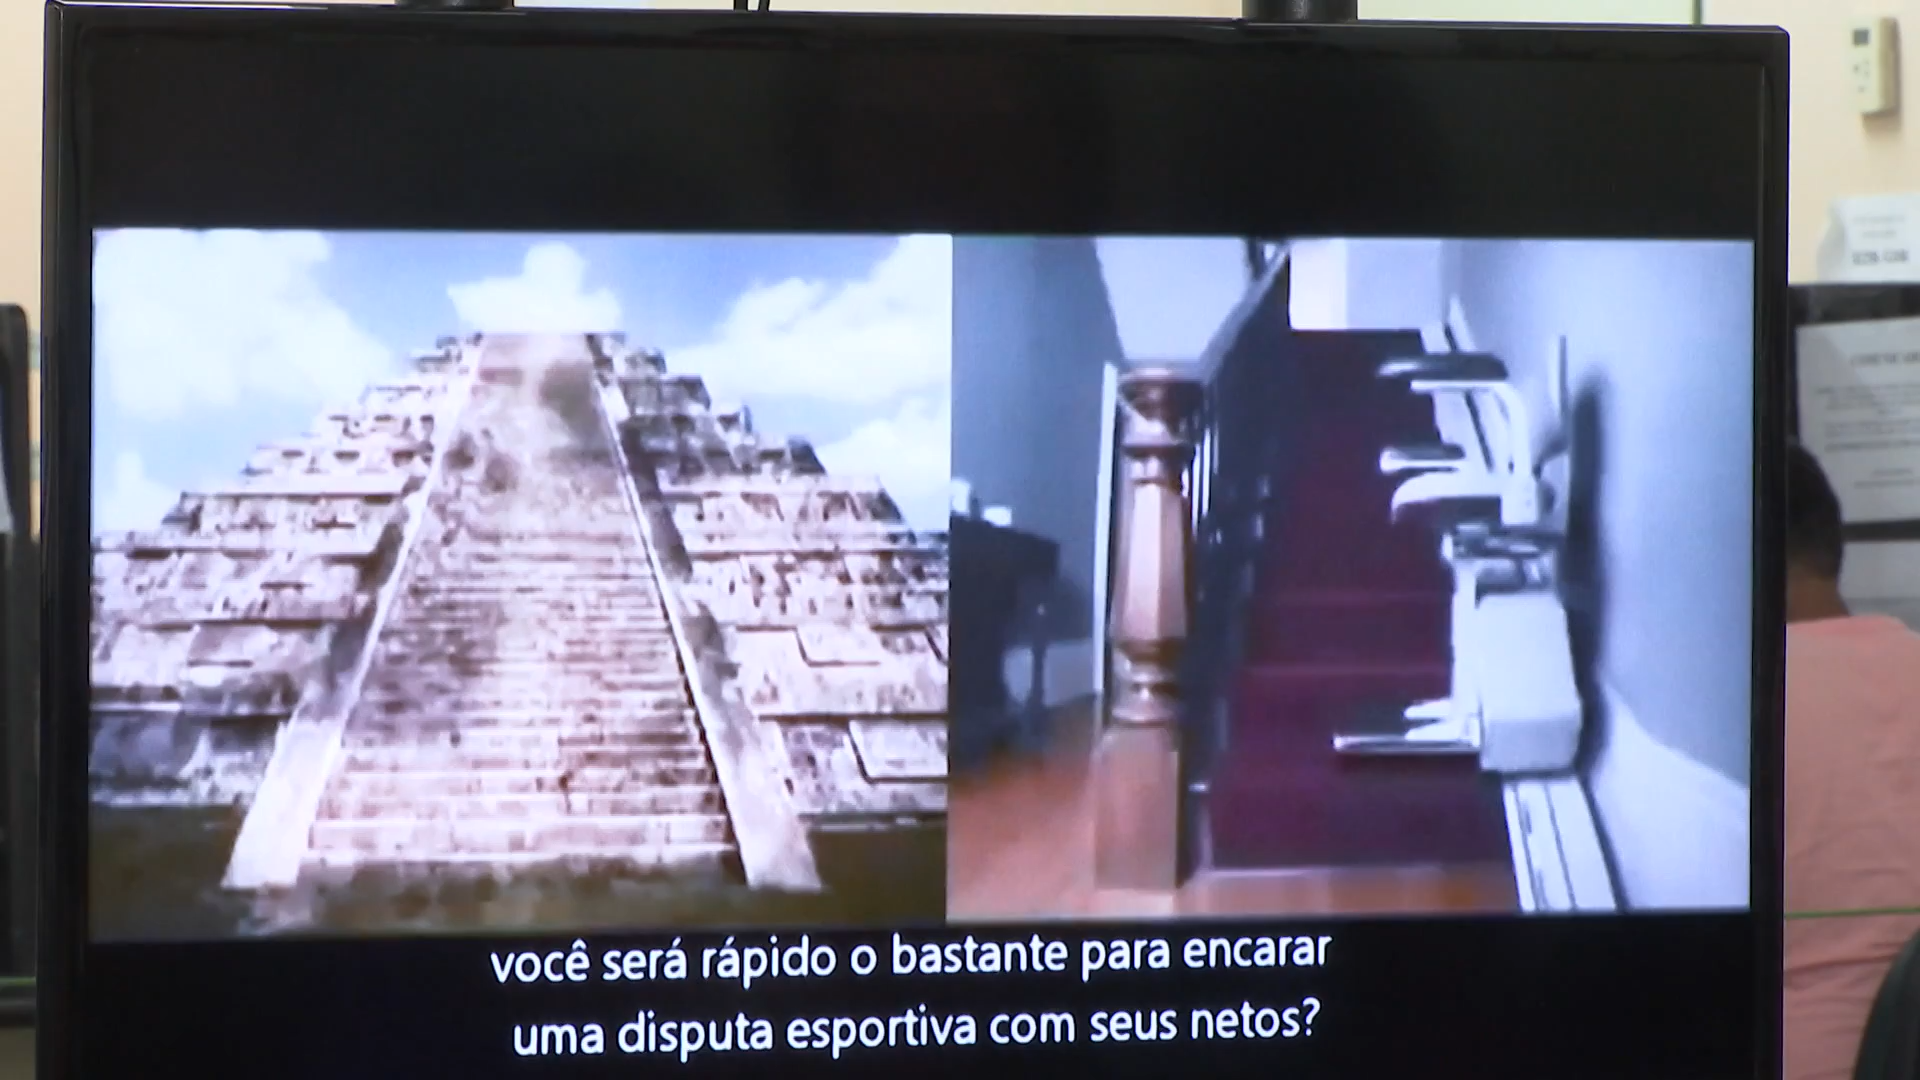 você será rápido o bastante para encarar
uma disputa esportiva com seus netos?